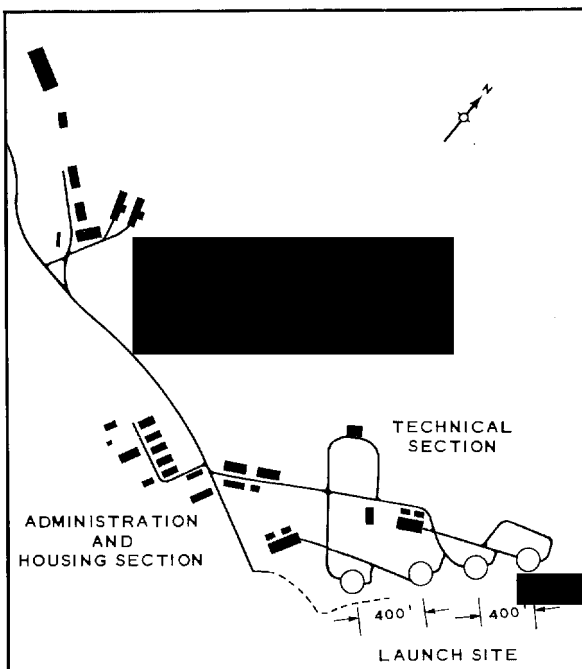 N
TECHNICAL
SECTION
ADMINISTRATION
AND
HOUSING SECTION
400'
400'
LAUNCH SITE